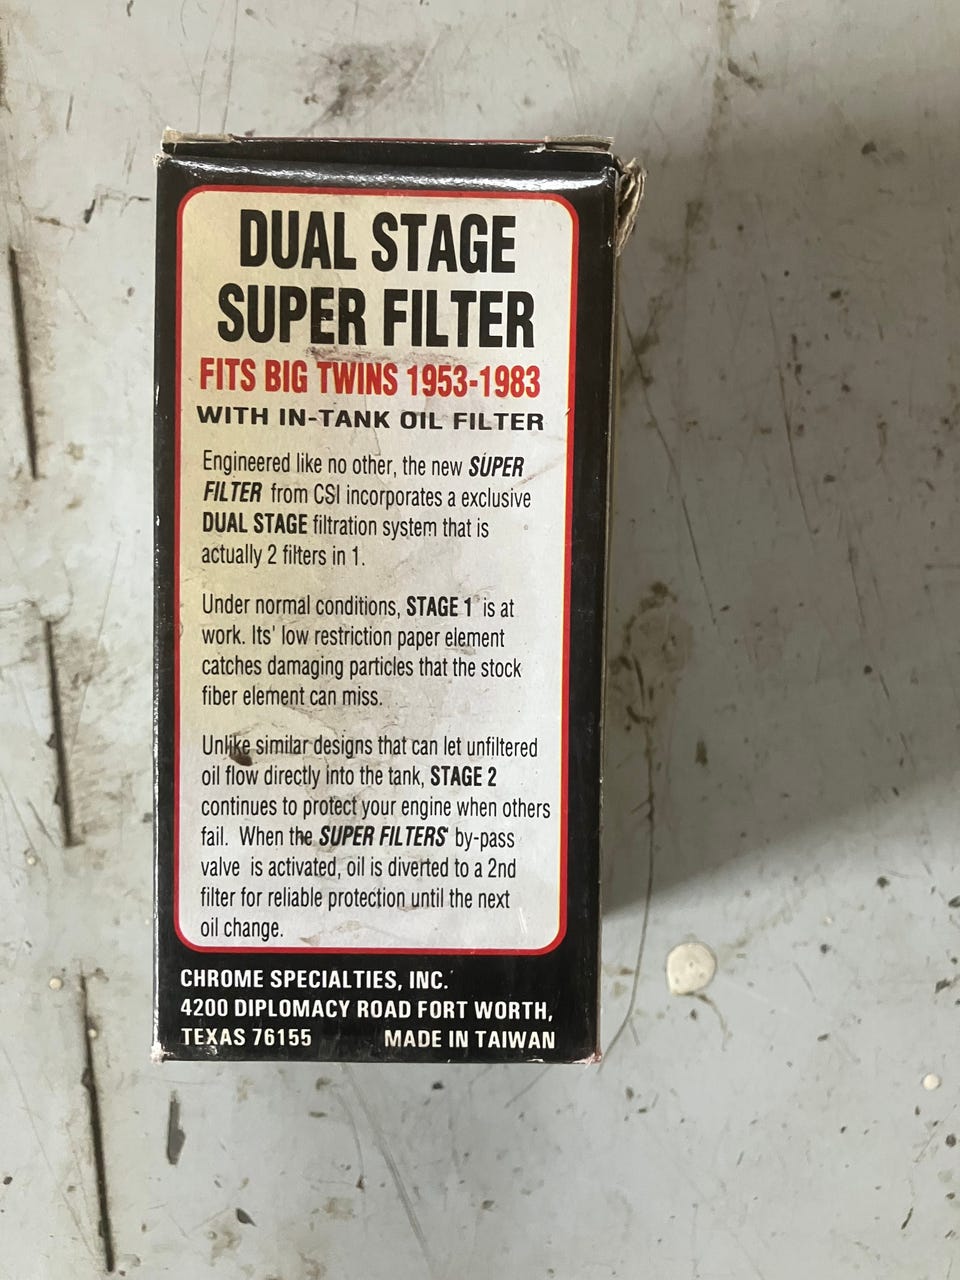 DUAL STAGE
SUPER FILTER
FITS BIG TWINS 1953-1983
WITH IN-TANK OIL FILTER
Engineered like no other, the new SUPER
FILTER from CSI incorporates a exclusive
DUAL STAGE filtration system that is
actually 2 filters in 1.
Under normal conditions, STAGE 1 is at
work. Its' low restriction paper element
catches damaging particles that the stock
fiber element can miss.
Unlike similar designs that can let unfiltered
oil flow directly into the tank, STAGE 2
continues to protect your engine when others
fail. When the SUPER FILTERS' by-pass
valve is activated, oil is diverted to a 2nd
filter for reliable protection until the next
oil change.
CHROME SPECIALTIES, INC.
4200 DIPLOMACY ROAD FORT WORTH,
TEXAS 76155 MADE IN TAIWAN